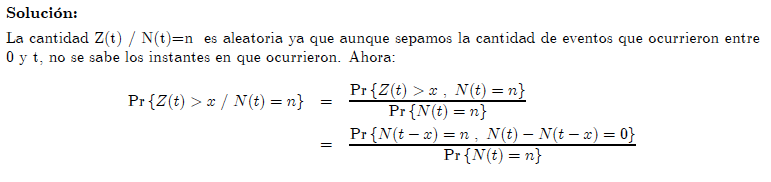 Solución:
La cantidad Z(t) / N(t)=n es aleatoria ya que aunque sepamos la cantidad de eventos que ocurrieron entre
0 y t, no se sabe los instantes en que ocurrieron. Ahora:
Pr {Z(t) > x / N(t) = n} = Pr {Z(t) > x , N(t) = n} / Pr {N(t) = n}
= Pr {N(t − x) = n , N(t) − N(t − x) = 0} / Pr {N(t) = n}